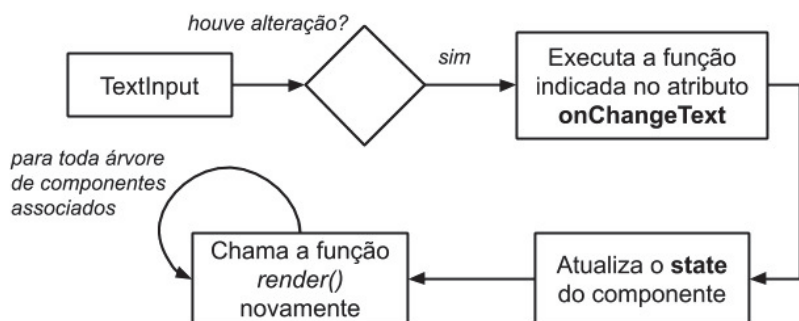 houve alteração?
TextInput
sim
Executa a função
indicada no atributo
onChangeText
para toda árvore
de componentes
associados
Chama a função
render()
novamente
Atualiza o state
do componente